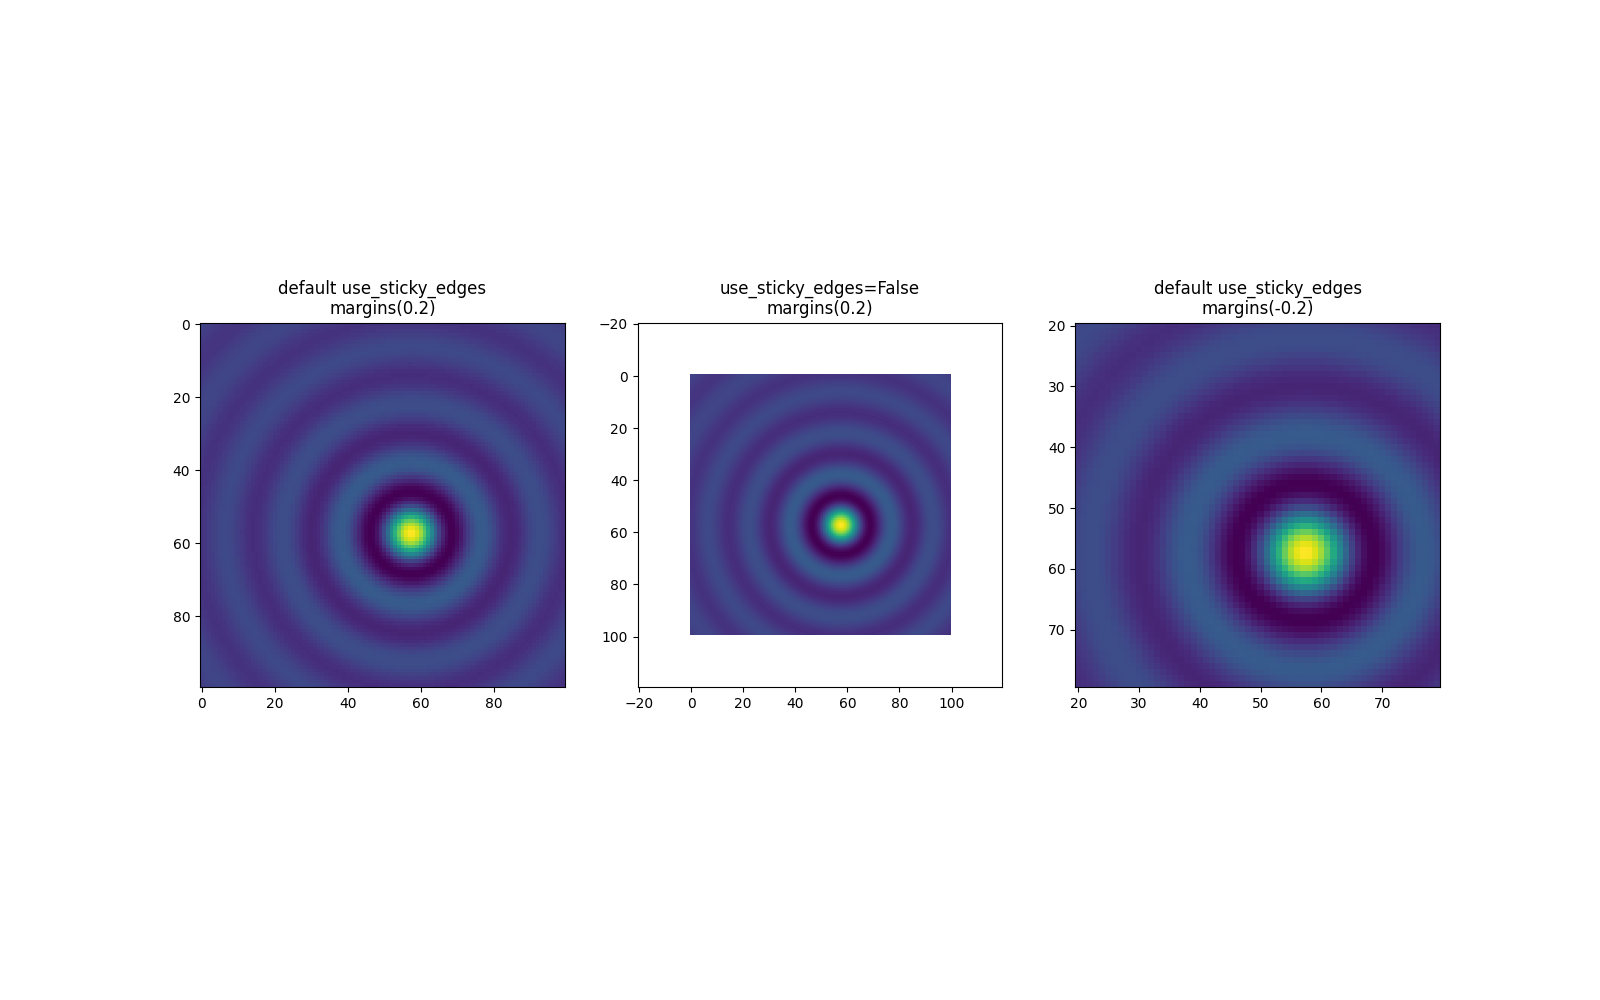 default use_sticky_edges
margins(0.2)
0
20
40
60
80
0 20 40 60 80
use_sticky_edges=False
margins(0.2)
−20
0
20
40
60
80
100
−20 0 20 40 60 80 100
default use_sticky_edges
margins(-0.2)
20
30
40
50
60
70
20 30 40 50 60 70